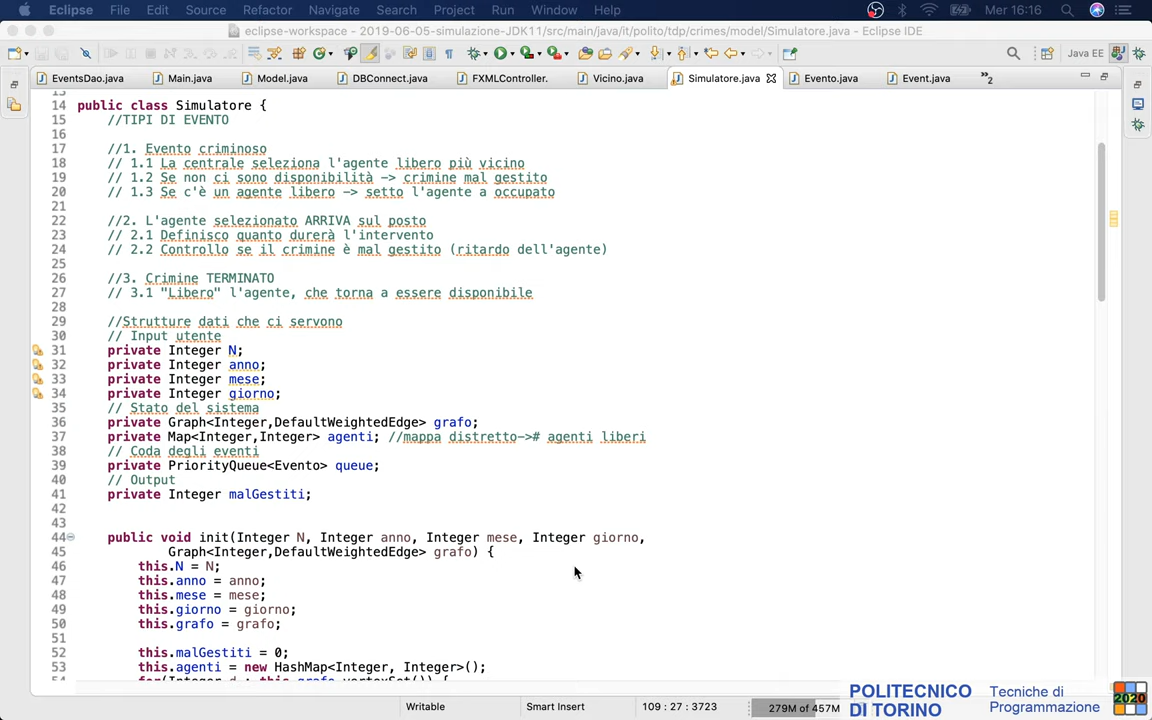 Eclipse File Edit Source Refactor Navigate Search Project Run Window Help Mer 16:16
eclipse-workspace - 2019-06-05-simulazione-JDK11/src/main/java/it/polito/tdp/crimes/model/Simulatore.java - Eclipse IDE
Java EE
EventsDao.java Main.java Model.java DBConnect.java FXMLController. Vicino.java Simulatore.java Evento.java Event.java »2
13
14 public class Simulatore {
15 //TIPI DI EVENTO
16
17 //1. Evento criminoso
18 // 1.1 La centrale seleziona l'agente libero più vicino
19 // 1.2 Se non ci sono disponibilità -> crimine mal gestito
20 // 1.3 Se c'è un agente libero -> setto l'agente a occupato
21
22 //2. L'agente selezionato ARRIVA sul posto
23 // 2.1 Definisco quanto durerà l'intervento
24 // 2.2 Controllo se il crimine è mal gestito (ritardo dell'agente)
25
26 //3. Crimine TERMINATO
27 // 3.1 "Libero" l'agente, che torna a essere disponibile
28
29 //Strutture dati che ci servono
30 // Input utente
31 private Integer N;
32 private Integer anno;
33 private Integer mese;
34 private Integer giorno;
35 // Stato del sistema
36 private Graph<Integer,DefaultWeightedEdge> grafo;
37 private Map<Integer,Integer> agenti; //mappa distretto-># agenti liberi
38 // Coda degli eventi
39 private PriorityQueue<Evento> queue;
40 // Output
41 private Integer malGestiti;
42
43
44 public void init(Integer N, Integer anno, Integer mese, Integer giorno,
45 Graph<Integer,DefaultWeightedEdge> grafo) {
46 this.N = N;
47 this.anno = anno;
48 this.mese = mese;
49 this.giorno = giorno;
50 this.grafo = grafo;
51
52 this.malGestiti = 0;
53 this.agenti = new HashMap<Integer, Integer>();
54 for(Integer d : this.grafo.vertexSet()) {
Writable Smart Insert 109 : 27 : 3723 279M of 457M
POLITECNICO
DI TORINO
Tecniche di
Programmazione
2020